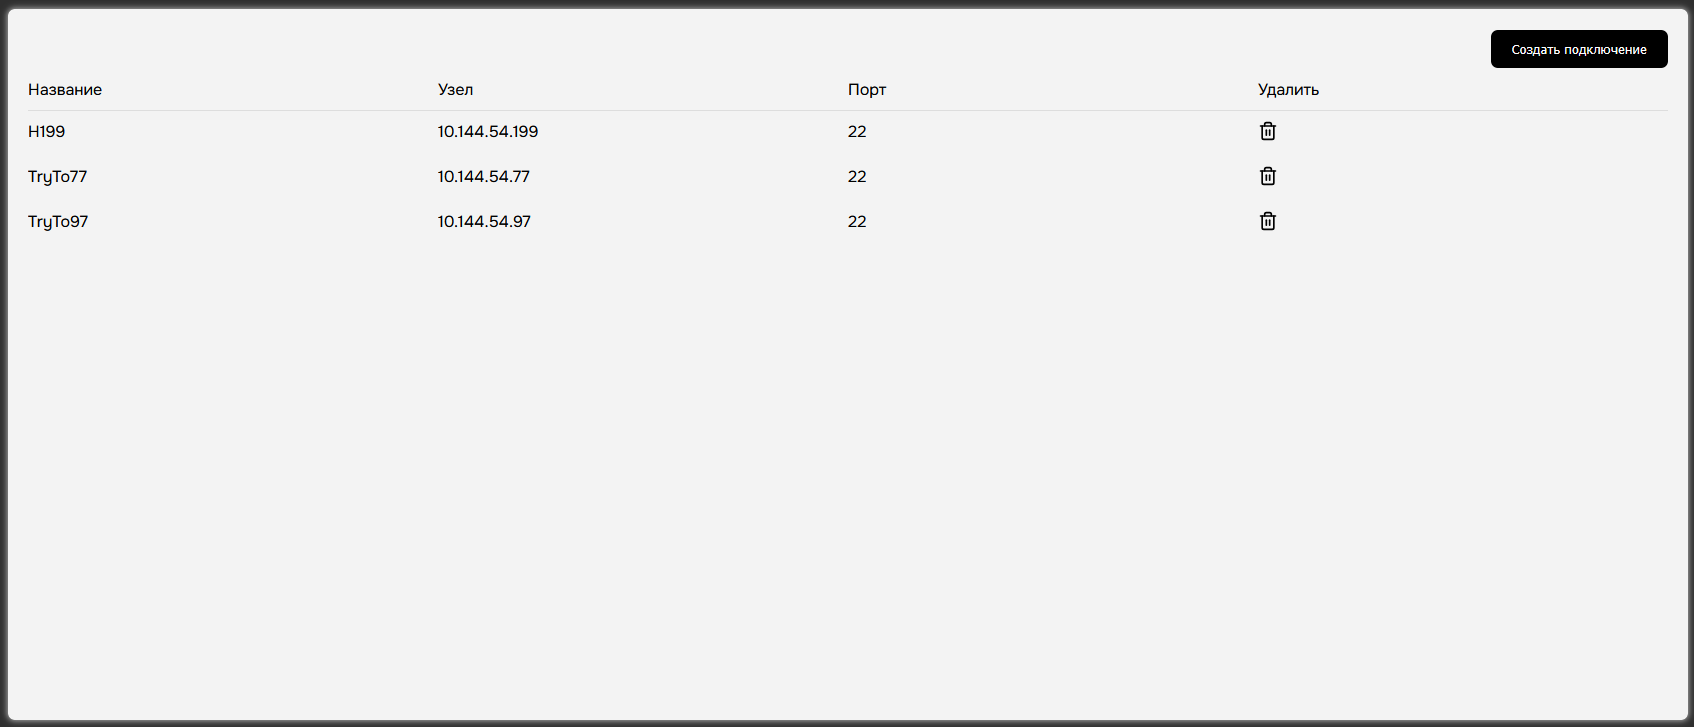 Создать подключение
Название Узел Порт Удалить
H199 10.144.54.199 22
TryTo77 10.144.54.77 22
TryTo97 10.144.54.97 22